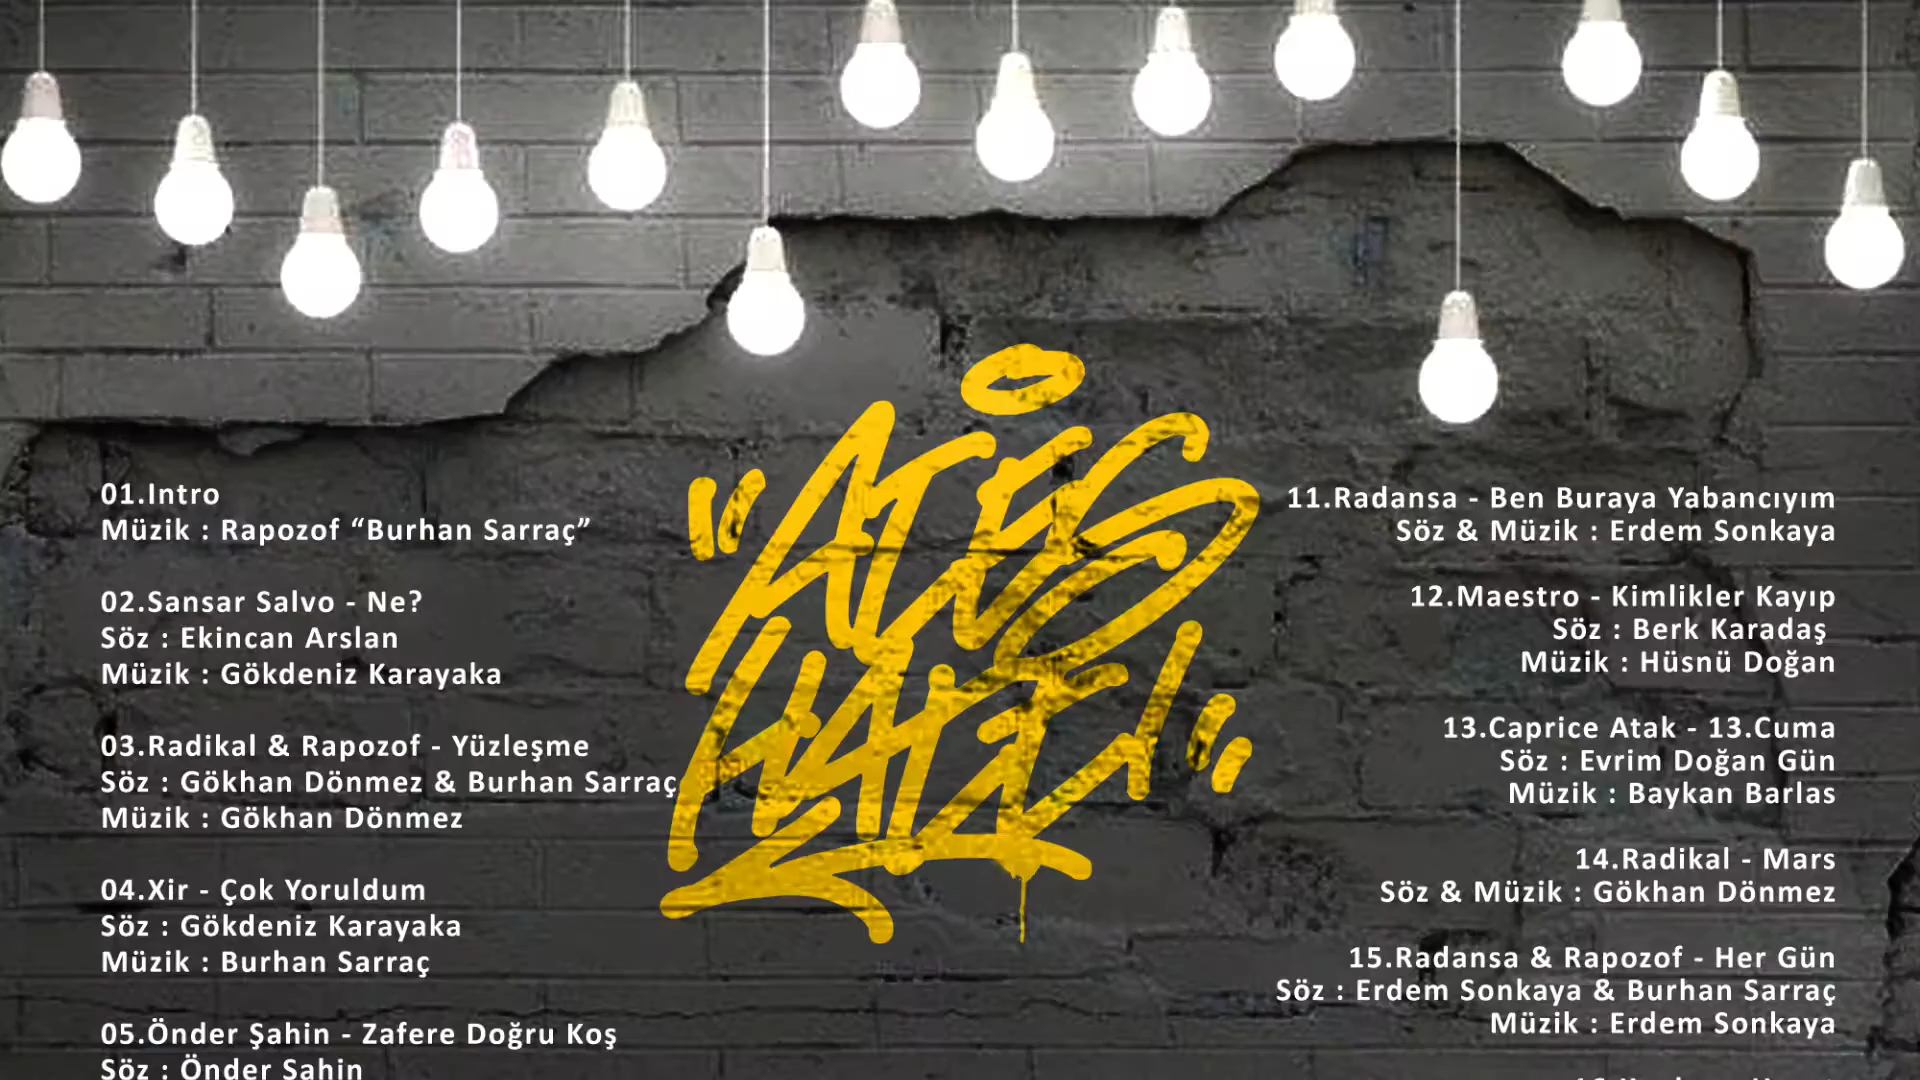 01.Intro
Müzik : Rapozof “Burhan Sarraç”
02.Sansar Salvo - Ne?
Söz : Ekincan Arslan
Müzik : Gökdeniz Karayaka
03.Radikal & Rapozof - Yüzleşme
Söz : Gökhan Dönmez & Burhan Sarraç
Müzik : Gökhan Dönmez
04.Xir - Çok Yoruldum
Söz : Gökdeniz Karayaka
Müzik : Burhan Sarraç
05.Önder Şahin - Zafere Doğru Koş
Söz : Önder Şahin
"ATEŞ
HATTI"
11.Radansa - Ben Buraya Yabancıyım
Söz & Müzik : Erdem Sonkaya
12.Maestro - Kimlikler Kayıp
Söz : Berk Karadaş
Müzik : Hüsnü Doğan
13.Caprice Atak - 13.Cuma
Söz : Evrim Doğan Gün
Müzik : Baykan Barlas
14.Radikal - Mars
Söz & Müzik : Gökhan Dönmez
15.Radansa & Rapozof - Her Gün
Söz : Erdem Sonkaya & Burhan Sarraç
Müzik : Erdem Sonkaya